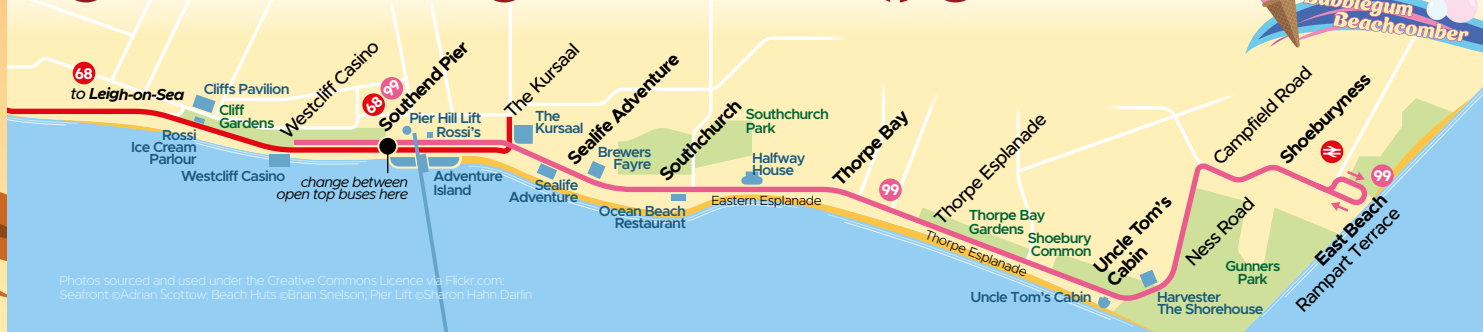 Bubblegum
Beachcomber
68
to Leigh-on-Sea
Cliffs Pavilion
Cliff
Gardens
Rossi
Ice Cream
Parlour
Westcliff Casino
Westcliff Casino
68
99
Southend Pier
Pier Hill Lift
Rossi's
change between
open top buses here
Adventure
Island
The Kursaal
The
Kursaal
Sealife Adventure
Sealife
Adventure
Brewers
Fayre
Southchurch
Ocean Beach
Restaurant
Southchurch
Park
Halfway
House
Eastern Esplanade
Thorpe Bay
99
Thorpe Esplanade
Thorpe Esplanade
Thorpe Bay
Gardens
Shoebury
Common
Uncle Tom's
Cabin
Uncle Tom's Cabin
Harvester
The Shorehouse
Ness Road
Campfield Road
Gunners
Park
Shoeburyness
99
East Beach
Rampart Terrace
Photos sourced and used under the Creative Commons Licence via Flickr.com:
Seafront ©Adrian Scottow; Beach Huts ©Brian Snelson; Pier Lift ©Sharon Hahn Darlin